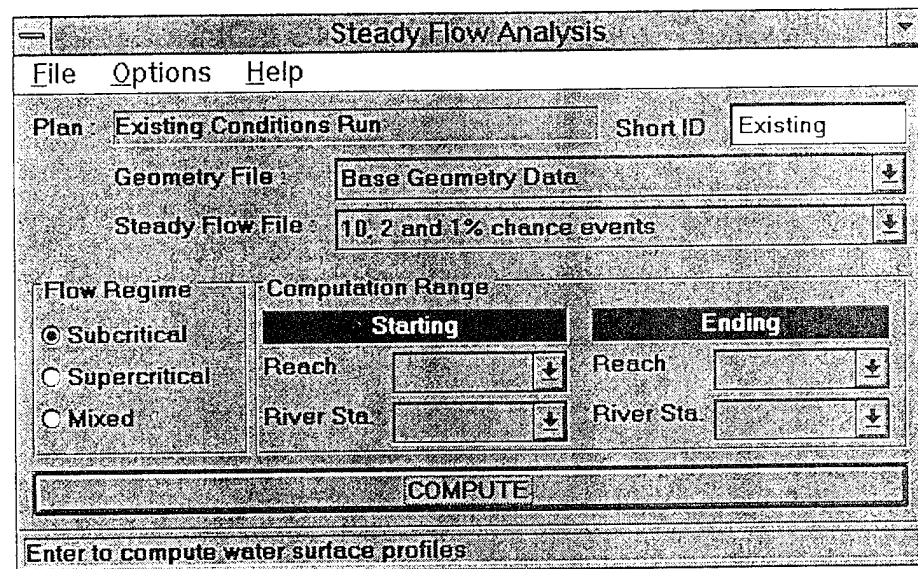 Steady Flow Analysis
File Options Help
Plan : Existing Conditions Run Short ID Existing
Geometry File : Base Geometry Data
Steady Flow File : 10, 2 and 1% chance events
Flow Regime Computation Range
Starting Ending
Subcritical
Reach Reach
Supercritical
River Sta. River Sta.
Mixed
COMPUTE
Enter to compute water surface profiles